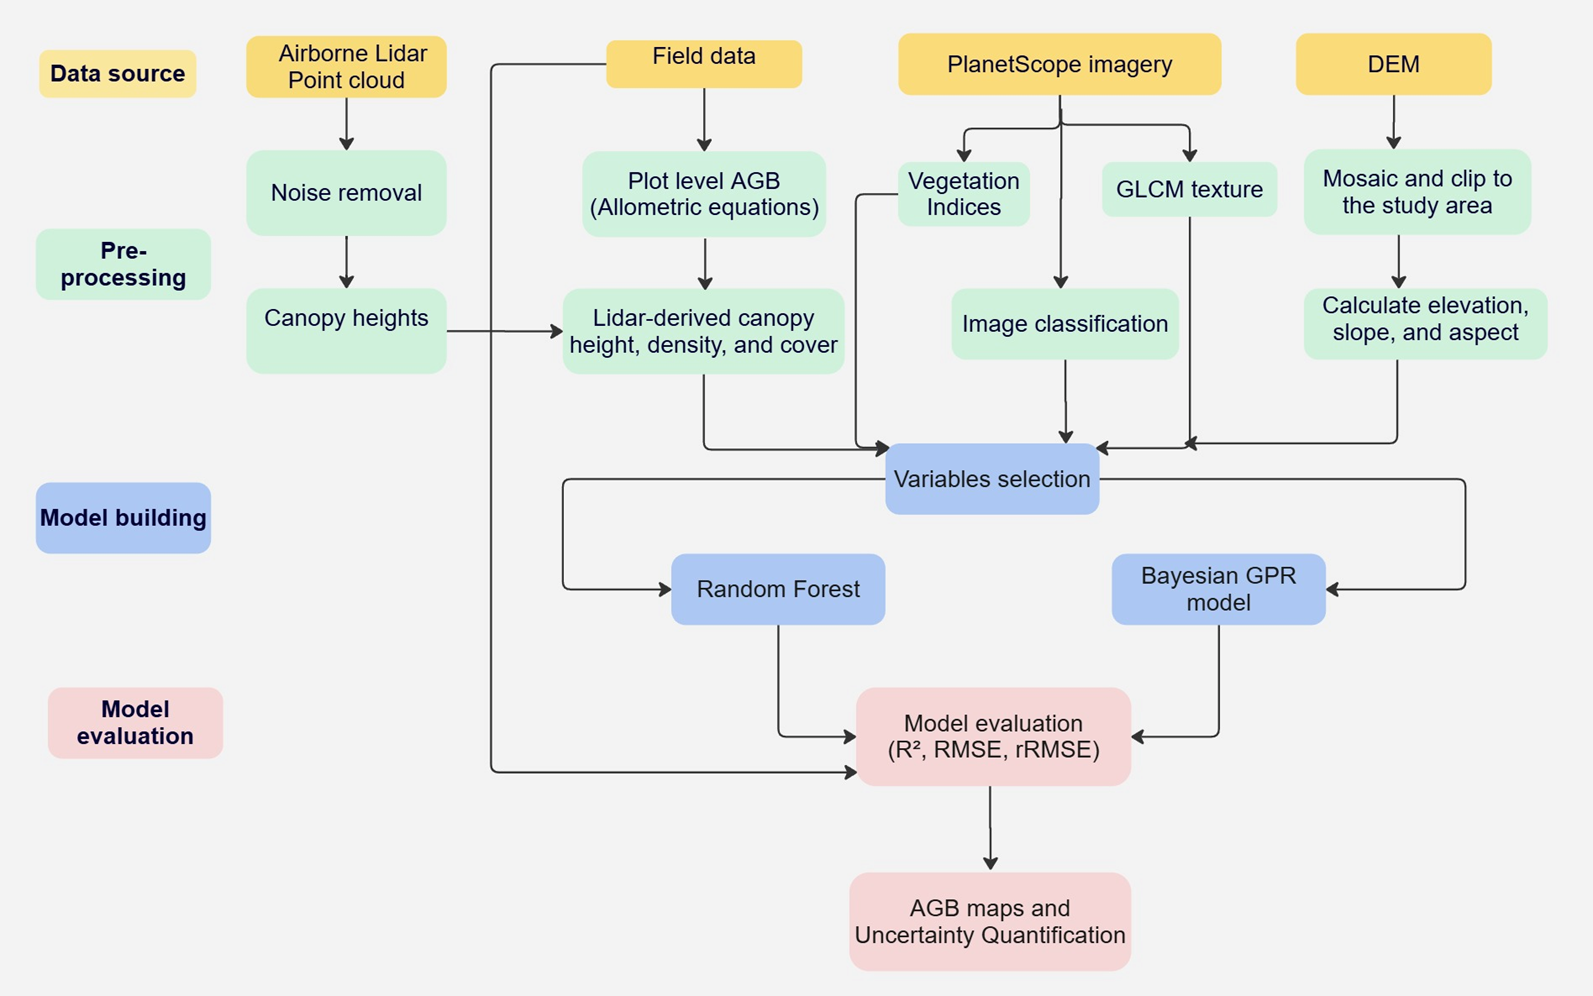 Data source
Airborne Lidar
Point cloud
Field data
PlanetScope imagery
DEM
Pre-
processing
Noise removal
Plot level AGB
(Allometric equations)
Vegetation
Indices
GLCM texture
Mosaic and clip to
the study area
Canopy heights
Lidar-derived canopy
height, density, and cover
Image classification
Calculate elevation,
slope, and aspect
Model building
Variables selection
Random Forest
Bayesian GPR
model
Model
evaluation
Model evaluation
(R², RMSE, rRMSE)
AGB maps and
Uncertainty Quantification